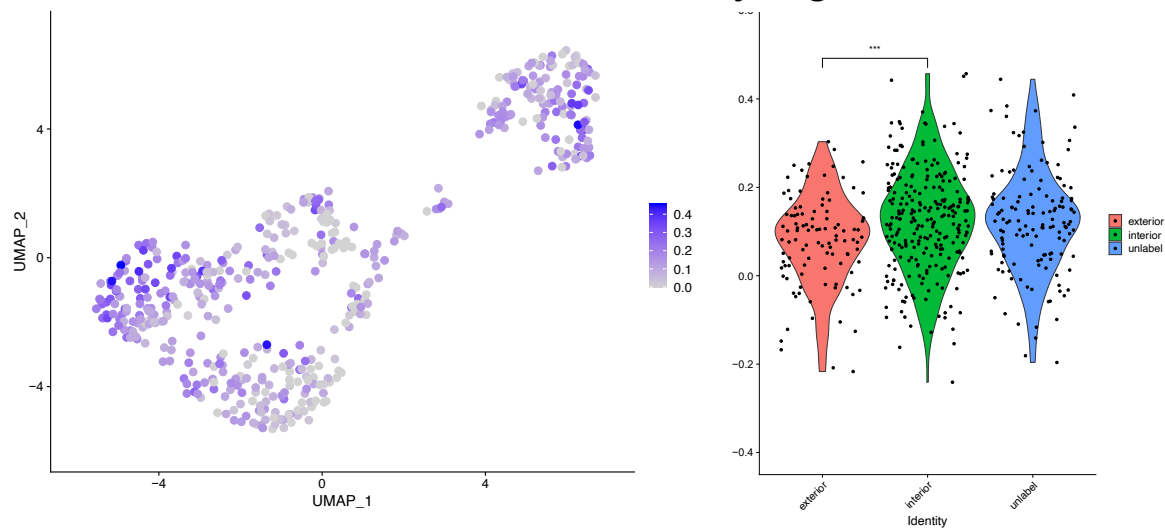 4
0
−4
UMAP_2
−4
0
4
UMAP_1
0.4
0.3
0.2
0.1
0.0
***
0.4
0.2
0.0
−0.2
−0.4
exterior
interior
unlabel
Identity
exterior
interior
unlabel